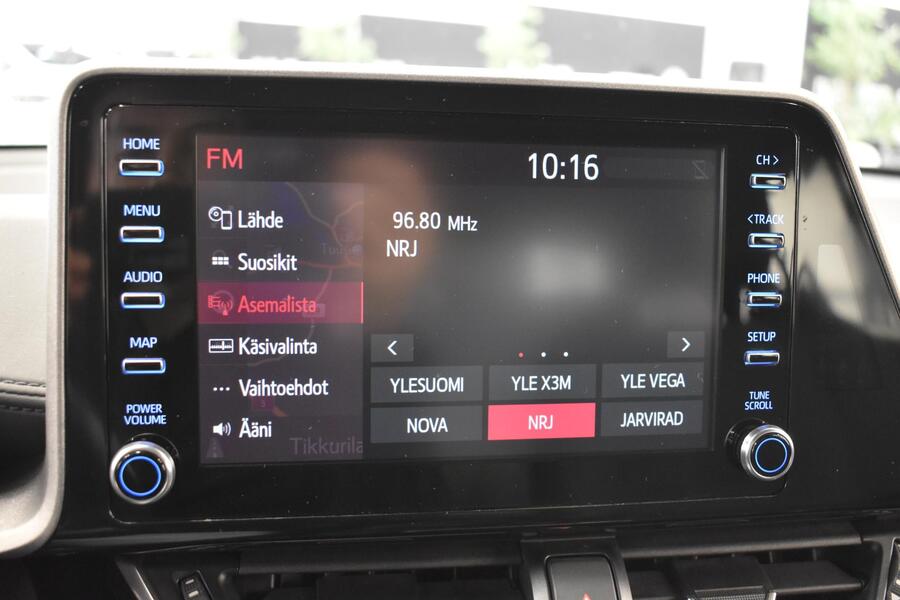 HOME
MENU
AUDIO
MAP
POWER
VOLUME
FM
10:16
Lähde
Suosikit
Asemalista
Käsivalinta
Vaihtoehdot
Ääni
Tikkurila
96.80 MHz
NRJ
< >
YLESUOMI YLE X3M YLE VEGA
NOVA NRJ JARVIRAD
CH >
< TRACK
PHONE
SETUP
TUNE
SCROLL